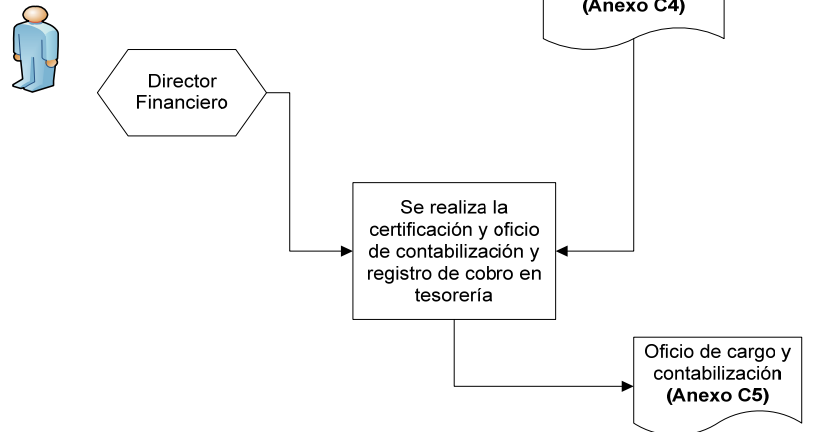 (Anexo C4)
Director
Financiero
Se realiza la
certificación y oficio
de contabilización y
registro de cobro en
tesorería
Oficio de cargo y
contabilización
(Anexo C5)